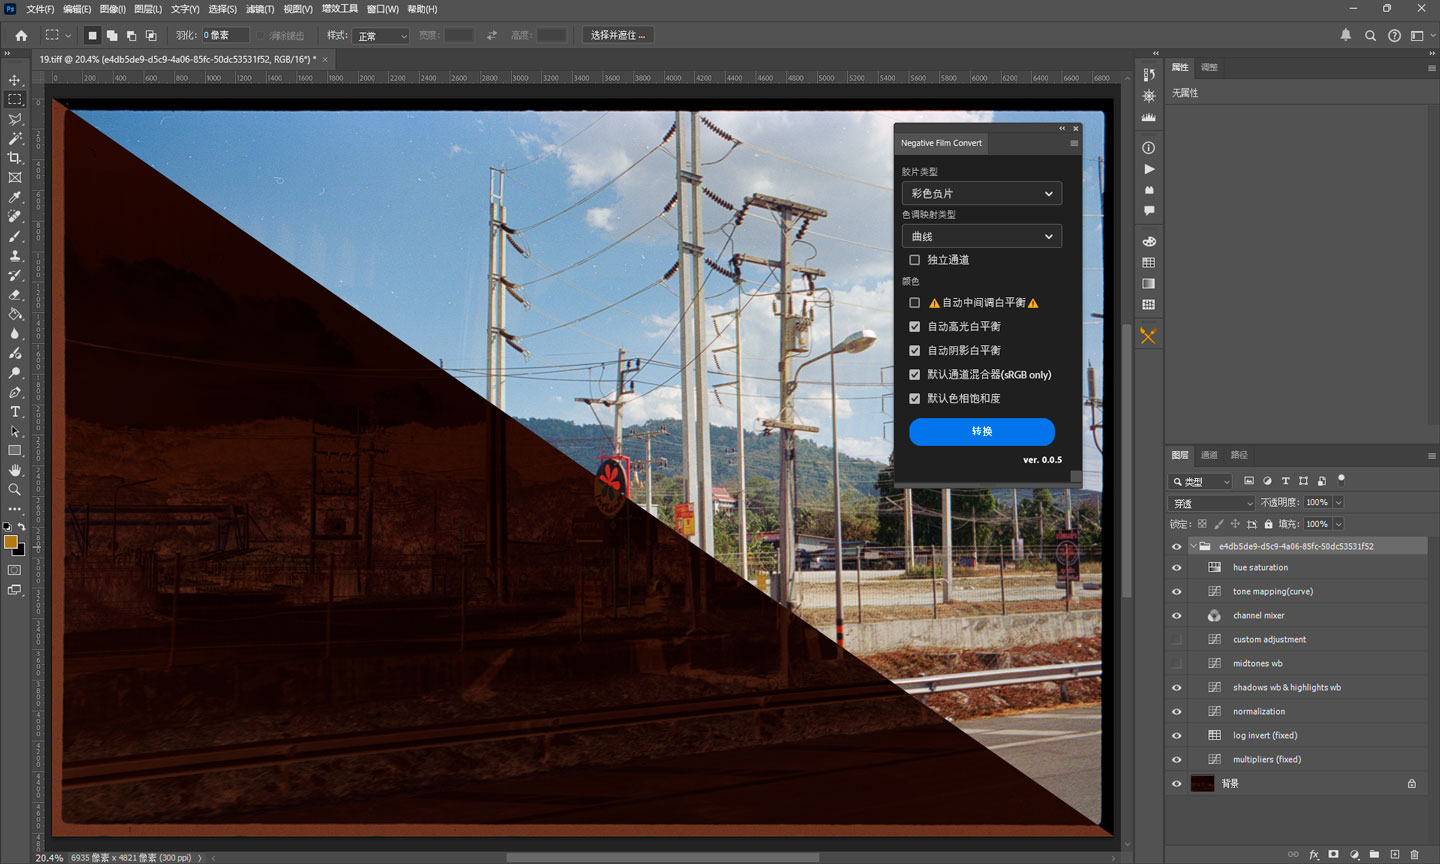 Ps 文件(F) 编辑(E) 图像(I) 图层(L) 文字(Y) 选择(S) 滤镜(T) 视图(V) 增效工具 窗口(W) 帮助(H)
羽化: 0 像素 消除锯齿 样式: 正常 宽度: 高度: 选择并遮住 ...
19.tiff @ 20.4% (e4db5de9-d5c9-4a06-85fc-50dc53531f52, RGB/16*) * ×
0 200 400 600 800 1000 1200 1400 1600 1800 2000 2200 2400 2600 2800 3000 3200 3400 3600 3800 4000 4200 4400 4600 4800 5000 5200 5400 5600 5800 6000 6200 6400 6600 6800
Negative Film Convert
胶片类型
彩色负片
色调映射类型
曲线
独立通道
颜色
自动中间调白平衡
自动高光白平衡
自动阴影白平衡
默认通道混合器(sRGB only)
默认色相饱和度
转换
ver. 0.0.5
属性 调整
无属性
图层 通道 路径
类型
穿透 不透明度: 100%
锁定: 填充: 100%
e4db5de9-d5c9-4a06-85fc-50dc53531f52
hue saturation
tone mapping(curve)
channel mixer
custom adjustment
midtones wb
shadows wb & highlights wb
normalization
log invert (fixed)
multipliers (fixed)
背景
20.4% 6935 像素 x 4821 像素 (300 ppi)